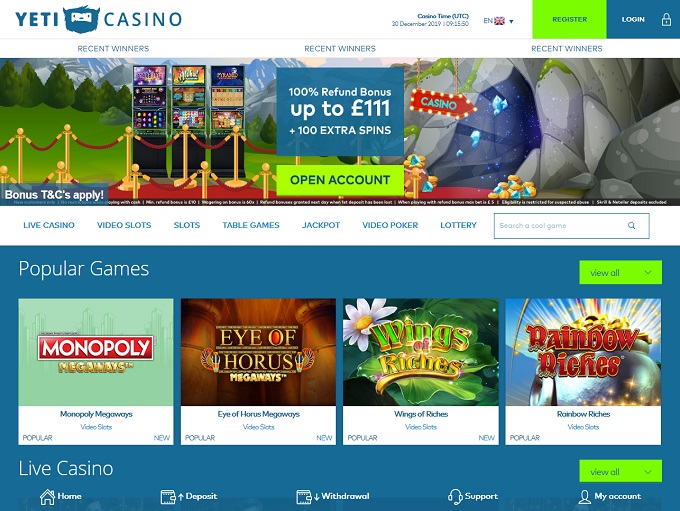 YETI CASINO
Casino Time (UTC)
30 December 2019 | 09:15:50
EN
REGISTER
LOGIN
RECENT WINNERS RECENT WINNERS RECENT WINNERS
100% Refund Bonus
up to £111
+ 100 EXTRA SPINS
OPEN ACCOUNT
CASINO
Bonus T&C's apply!
playing with cash | Min. refund bonus is £10 | Wagering on bonus is 60x | Refund bonuses granted next day when 1st deposit has been lost | When playing with refund bonus max bet is £ 5 | Eligibility is restricted for suspected abuse | Skrill & Neteller deposits excluded
LIVE CASINO VIDEO SLOTS SLOTS TABLE GAMES JACKPOT VIDEO POKER LOTTERY Search a cool game
Popular Games
view all
MONOPOLY
MEGAWAYS™
EYE OF
HORUS
MEGAWAYS™
Wings
of
Riches
Rainbow
Riches
Monopoly Megaways Eye of Horus Megaways Wings of Riches Rainbow Riches
Video Slots Video Slots Video Slots Video Slots
POPULAR NEW POPULAR NEW POPULAR NEW POPULAR NEW
Live Casino
view all
Home Deposit Withdrawal Support My account